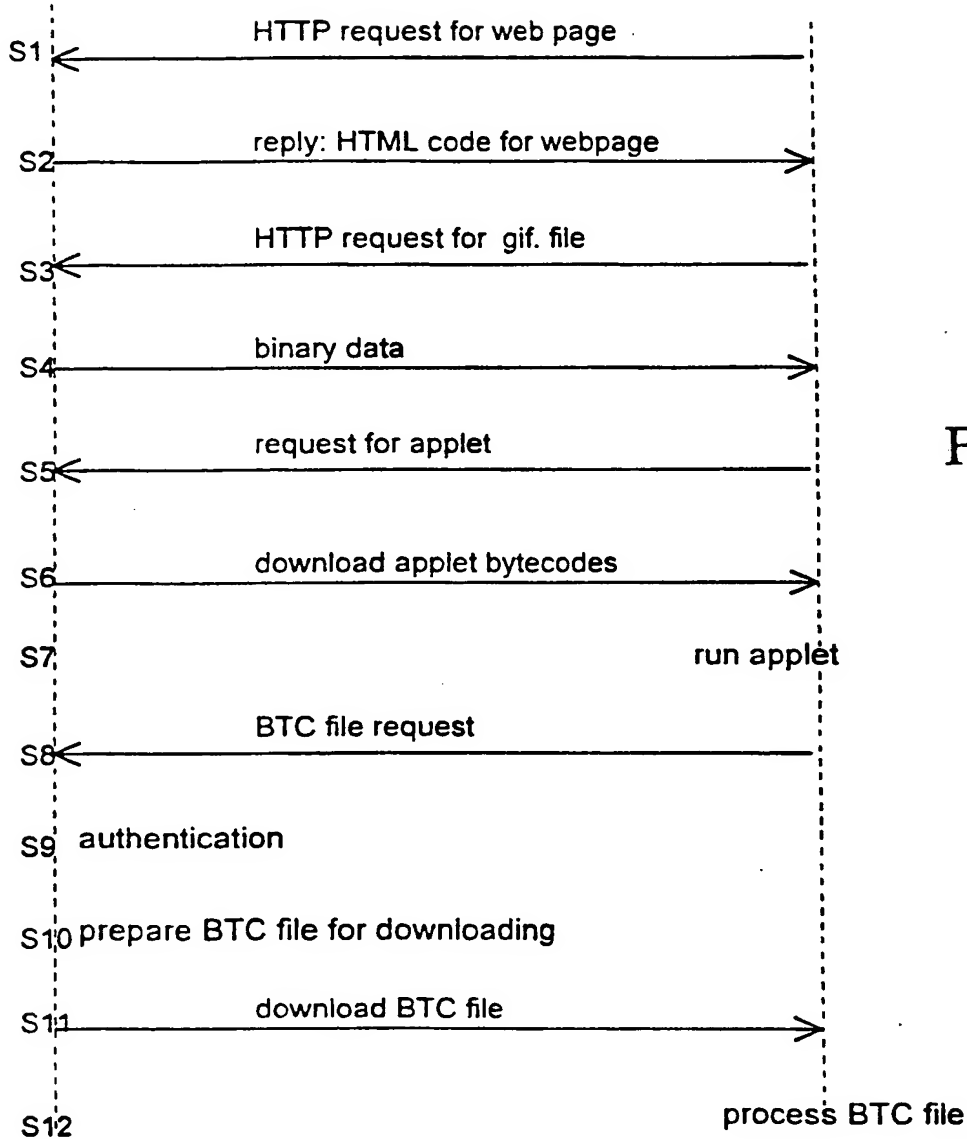 S1 HTTP request for web page
S2 reply: HTML code for webpage
S3 HTTP request for gif. file
S4 binary data
S5 request for applet
F
S6 download applet bytecodes
S7 run applet
S8 BTC file request
S9 authentication
S10 prepare BTC file for downloading
S11 download BTC file
S12 process BTC file